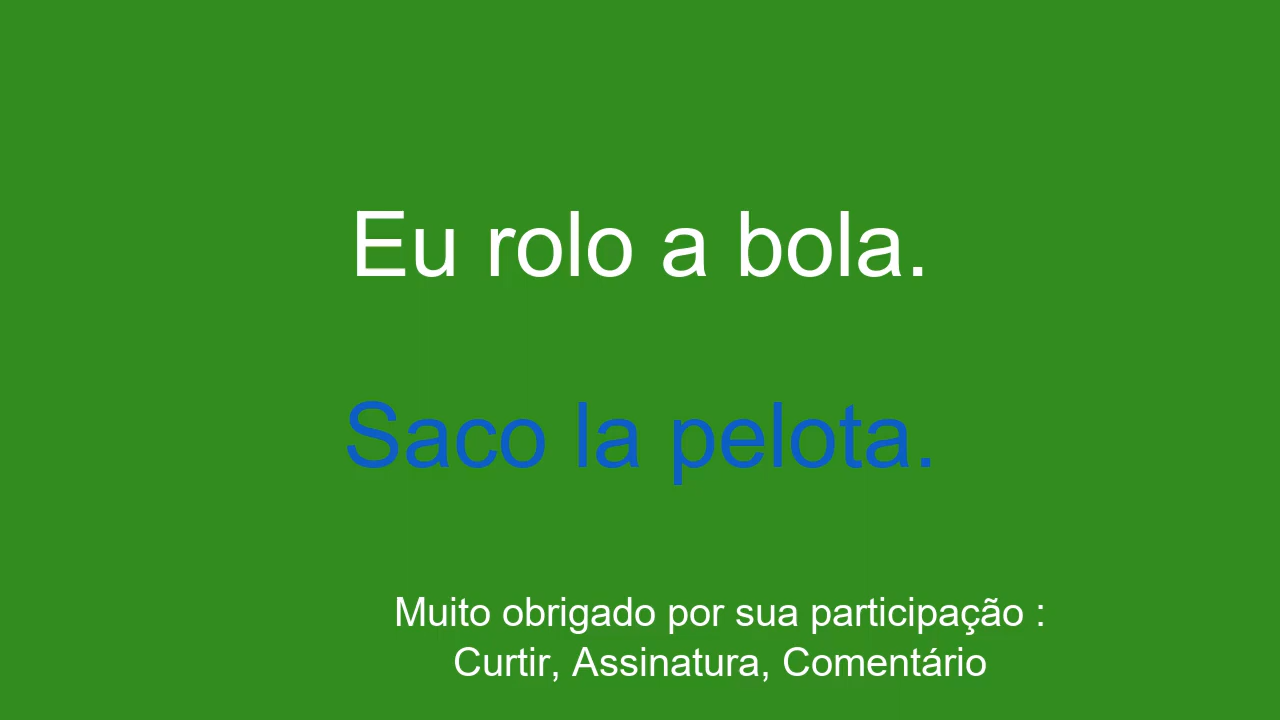 Eu rolo a bola.
Saco la pelota.
Muito obrigado por sua participação :
Curtir, Assinatura, Comentário